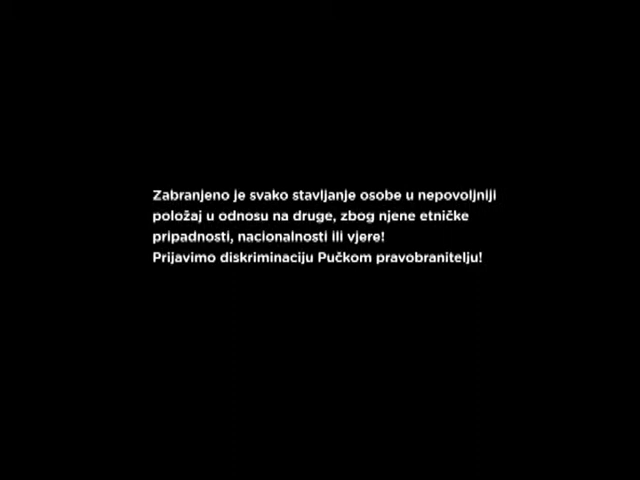 Zabranjeno je svako stavljanje osobe u nepovoljniji
položaj u odnosu na druge, zbog njene etničke
pripadnosti, nacionalnosti ili vjere!
Prijavimo diskriminaciju Pučkom pravobranitelju!